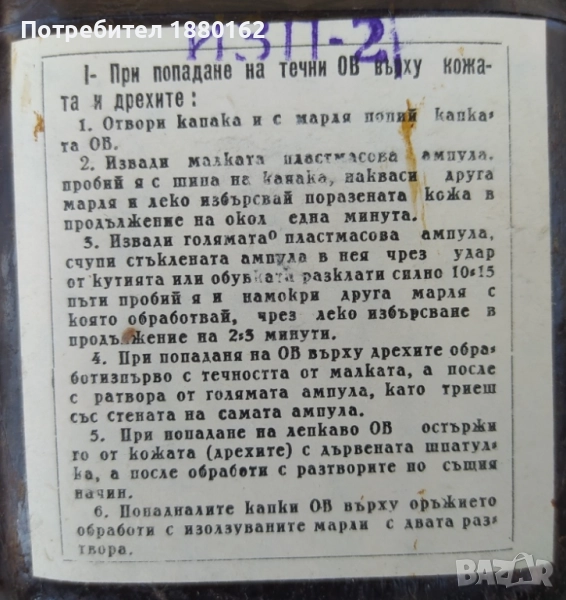 Потребител 1880162
ИЗП-2
I- При попадане на течни ОВ върху кожа-
та и дрехите:
1. Отвори капака и с марля попий капка-
та ОВ.
2. Извади малката пластмасова ампула.
пробий я с шипа на капака, накваси друга
марля и леко избърсвай поразената кожа в
продължение на окол една минута.
3. Извади голямата пластмасова ампула,
счупи стъклената ампула в нея чрез удар
от кутията или обувката разклати силно 10-15
пъти пробий я и намокри друга марля с
която обработвай, чрез леко избърсване в
продължение на 2-3 минути.
4. При попаданя на ОВ върху дрехите обра-
ботизпърво с течността от малката, а после
с ратвора от голямата ампула, като триеш
със стената на самата ампула.
5. При попадане на лепкаво ОВ остържи
го от кожата (дрехите) с дървената шпатул-
ка, а после обработи с разтворите по същия
начин.
6. Попадналите капки ОВ върху оръжието
обработи с изолзуваните марли с двата раз-
твора.
BAZAR